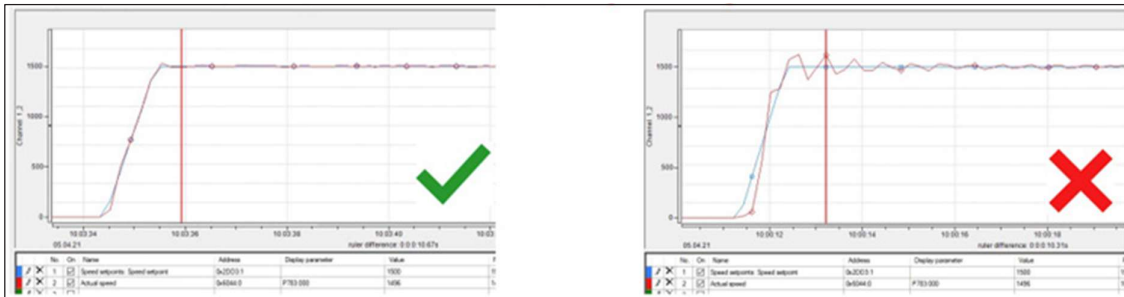 1500
1000
500
0
Channel 1_2
10:03:34
10:03:36
10:03:38
10:03:40
10:03:4
05.04.21
ruler difference: 0:0:0:10.67s
No. On Name Address Display parameter Value
1 Speed setpoints: Speed setpoint 0x2DD3:1 1500
2 Actual speed 0x6044:0 P783.000 1496
1500
1000
500
0
Channel 1_2
10:00:12
10:00:14
10:00:16
10:00:18
05.04.21
ruler difference: 0:0:0:10.31s
No. On Name Address Display parameter Value
1 Speed setpoints: Speed setpoint 0x2DD3:1 1500
2 Actual speed 0x6044:0 P783.000 1496